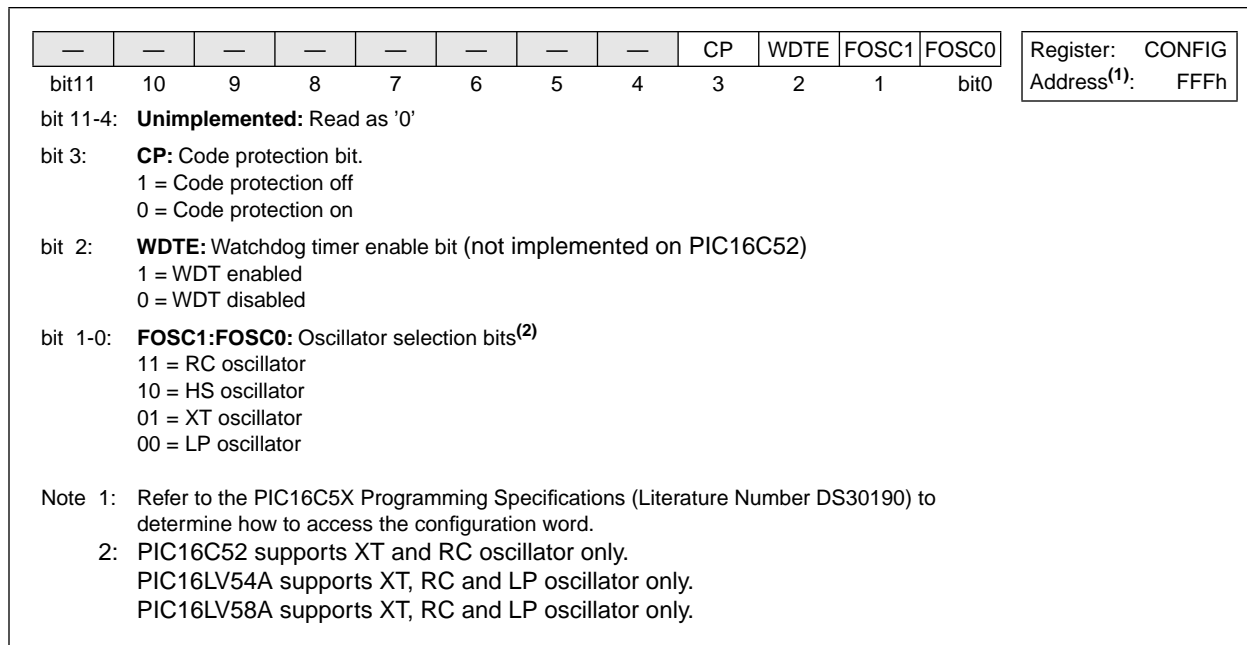 — — — — — — — — CP WDTE FOSC1 FOSC0
Register: CONFIG
bit11 10 9 8 7 6 5 4 3 2 1 bit0
Address(1): FFFh
bit 11-4: Unimplemented: Read as '0'
bit 3: CP: Code protection bit.
1 = Code protection off
0 = Code protection on
bit 2: WDTE: Watchdog timer enable bit (not implemented on PIC16C52)
1 = WDT enabled
0 = WDT disabled
bit 1-0: FOSC1:FOSC0: Oscillator selection bits(2)
11 = RC oscillator
10 = HS oscillator
01 = XT oscillator
00 = LP oscillator
Note 1: Refer to the PIC16C5X Programming Specifications (Literature Number DS30190) to
determine how to access the configuration word.
2: PIC16C52 supports XT and RC oscillator only.
PIC16LV54A supports XT, RC and LP oscillator only.
PIC16LV58A supports XT, RC and LP oscillator only.